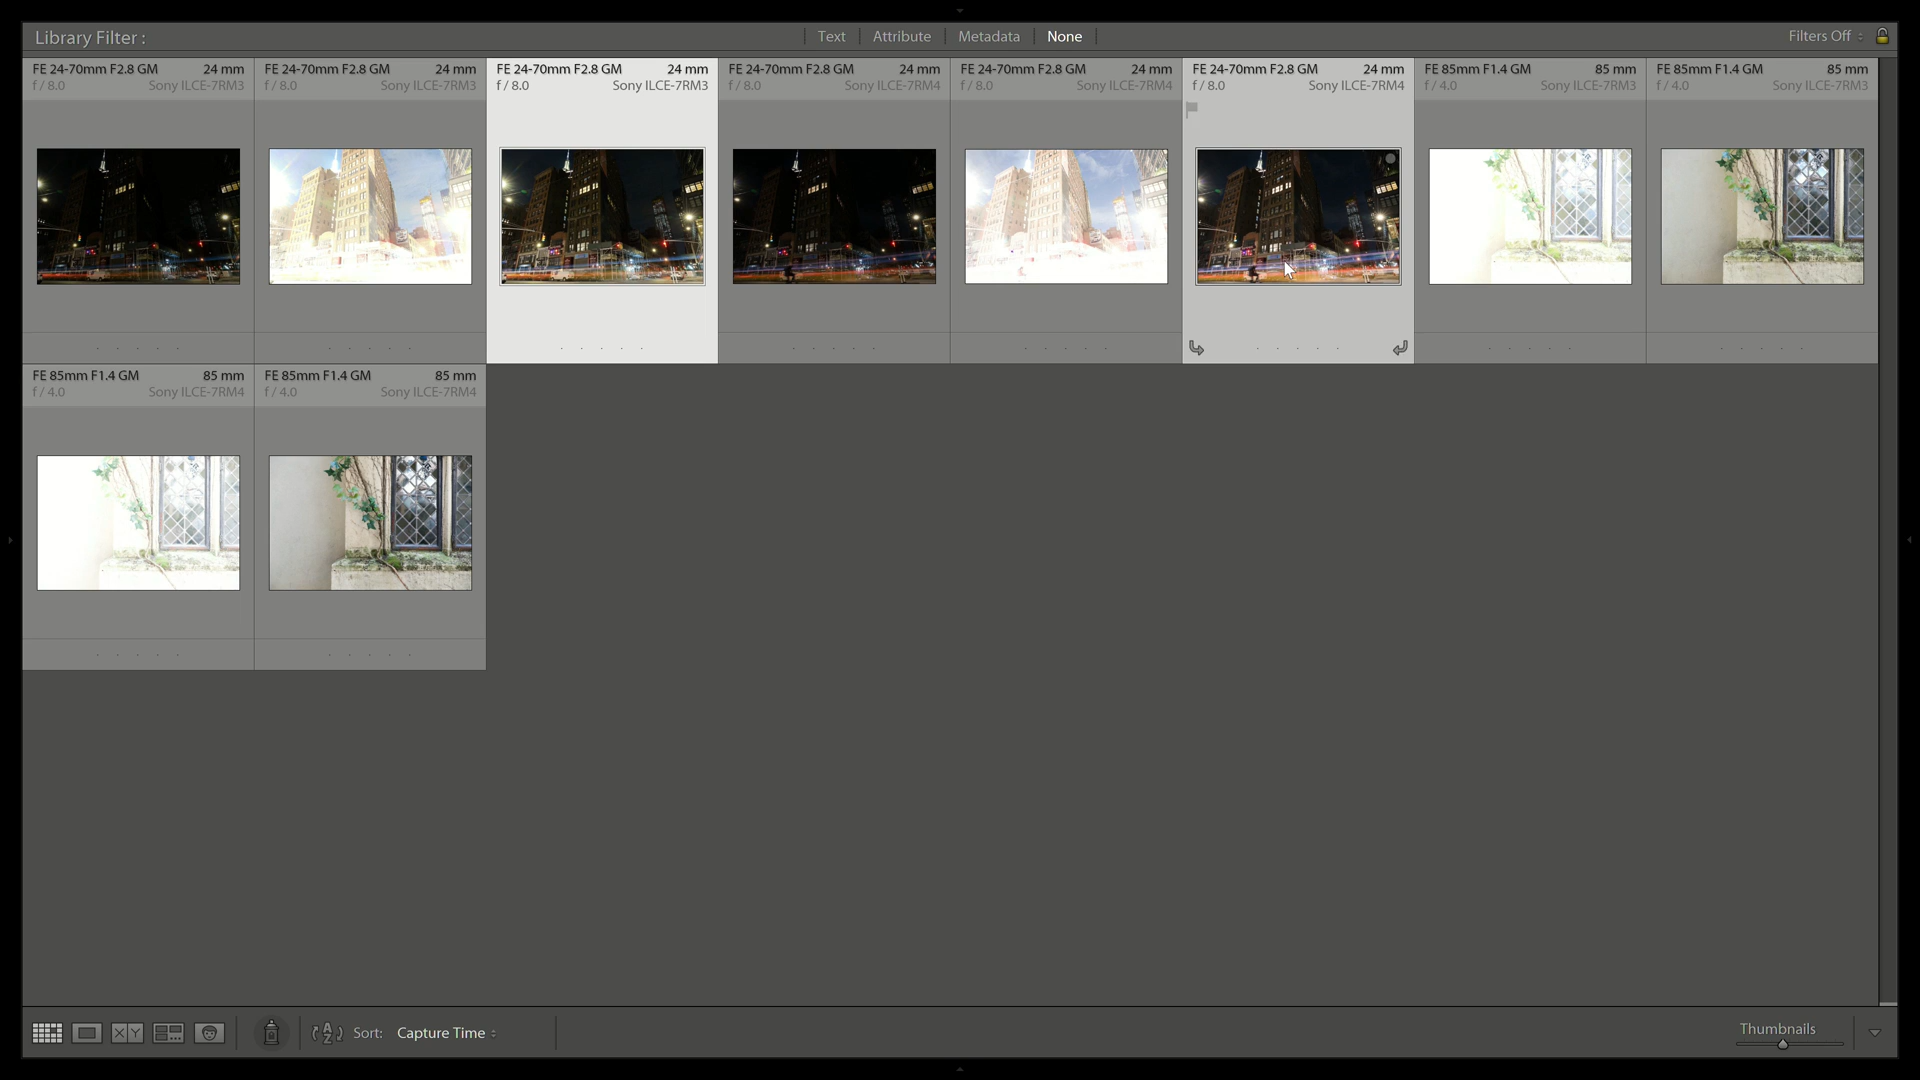 Library Filter :
Text
Attribute
Metadata
None
Filters Off
FE 24-70mm F2.8 GM 24 mm
f / 8.0 Sony ILCE-7RM3
FE 24-70mm F2.8 GM 24 mm
f / 8.0 Sony ILCE-7RM3
FE 24-70mm F2.8 GM 24 mm
f / 8.0 Sony ILCE-7RM3
FE 24-70mm F2.8 GM 24 mm
f / 8.0 Sony ILCE-7RM4
FE 24-70mm F2.8 GM 24 mm
f / 8.0 Sony ILCE-7RM4
FE 24-70mm F2.8 GM 24 mm
f / 8.0 Sony ILCE-7RM4
FE 85mm F1.4 GM 85 mm
f / 4.0 Sony ILCE-7RM3
FE 85mm F1.4 GM 85 mm
f / 4.0 Sony ILCE-7RM3
FE 85mm F1.4 GM 85 mm
f / 4.0 Sony ILCE-7RM4
FE 85mm F1.4 GM 85 mm
f / 4.0 Sony ILCE-7RM4
X Y
A Z
Sort: Capture Time
Thumbnails